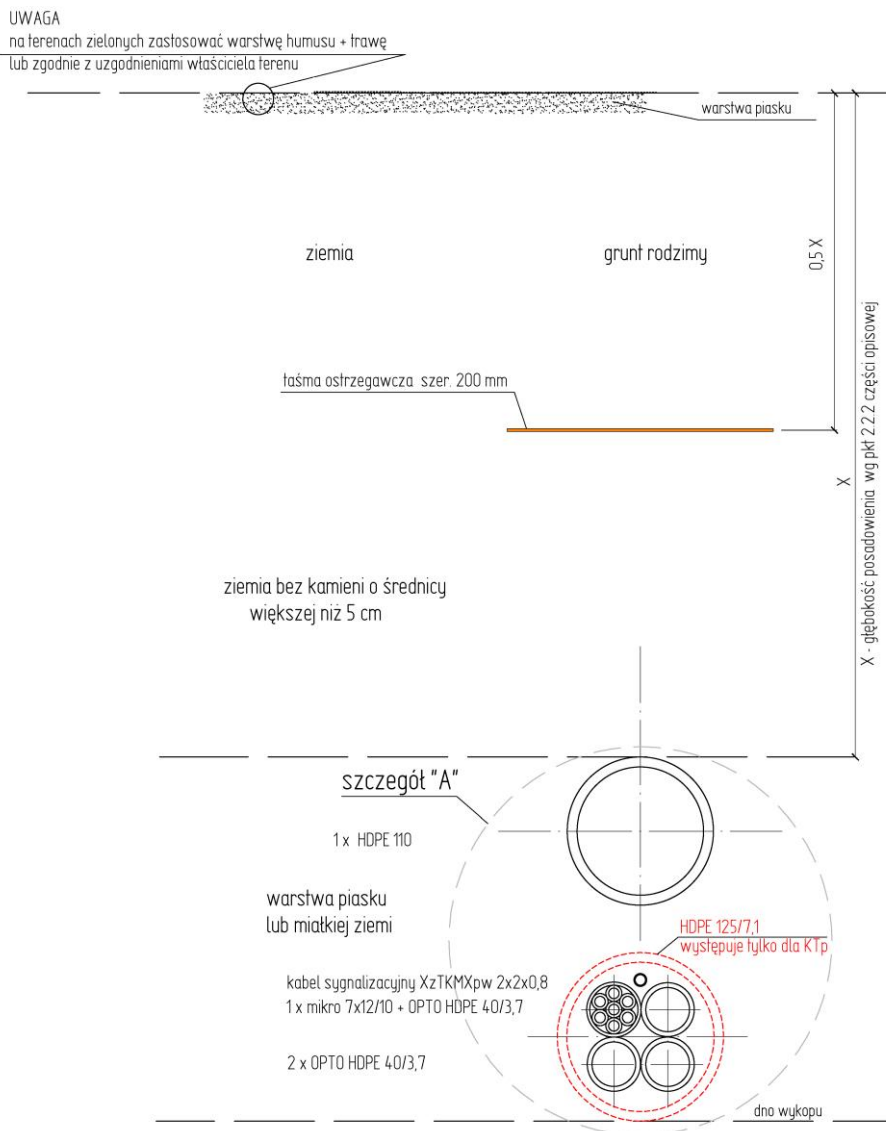 UWAGA
na terenach zielonych zastosować warstwę humusu + trawę
lub zgodnie z uzgodnieniami właściciela terenu
warstwa piasku
ziemia
grunt rodzimy
0,5 X
taśma ostrzegawcza szer. 200 mm
X
X - głębokość posadowienia wg pkt 2.2.2 części opisowej
ziemia bez kamieni o średnicy
większej niż 5 cm
szczegół "A"
1 x HDPE 110
warstwa piasku
lub miałkiej ziemi
HDPE 125/7,1
występuje tylko dla KTp
kabel sygnalizacyjny XzTKMXpw 2x2x0,8
1 x mikro 7x12/10 + OPTO HDPE 40/3,7
2 x OPTO HDPE 40/3,7
dno wykopu